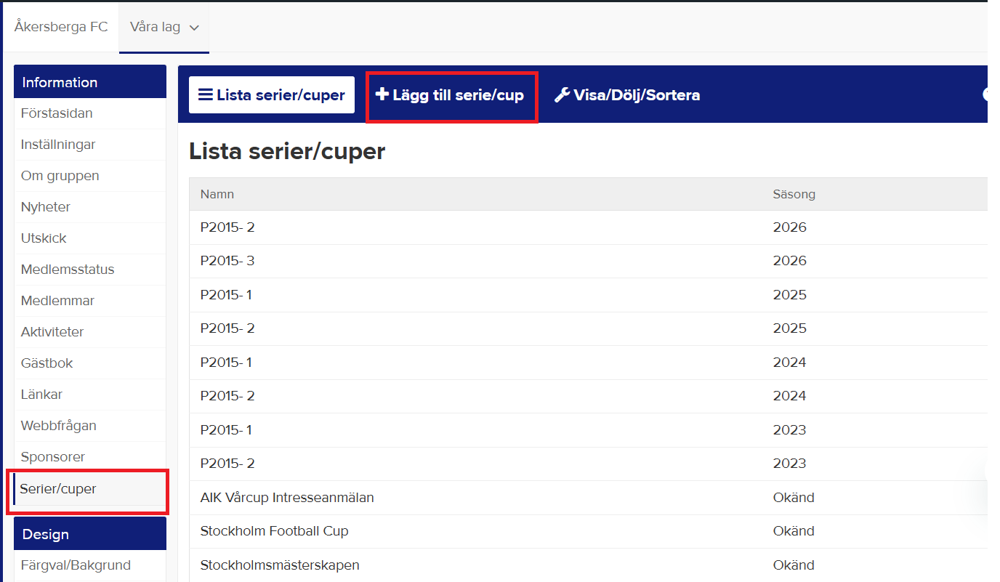 Åkersberga FC Våra lag
Information
Förstasidan
Inställningar
Om gruppen
Nyheter
Utskick
Medlemsstatus
Medlemmar
Aktiviteter
Gästbok
Länkar
Webbfrågan
Sponsorer
Serier/cuper
Design
Färgval/Bakgrund
Lista serier/cuper Lägg till serie/cup Visa/Dölj/Sortera
Lista serier/cuper
Namn Säsong
P2015- 2 2026
P2015- 3 2026
P2015- 1 2025
P2015- 2 2025
P2015- 1 2024
P2015- 2 2024
P2015- 1 2023
P2015- 2 2023
AIK Vårcup Intresseanmälan Okänd
Stockholm Football Cup Okänd
Stockholmsmästerskapen Okänd